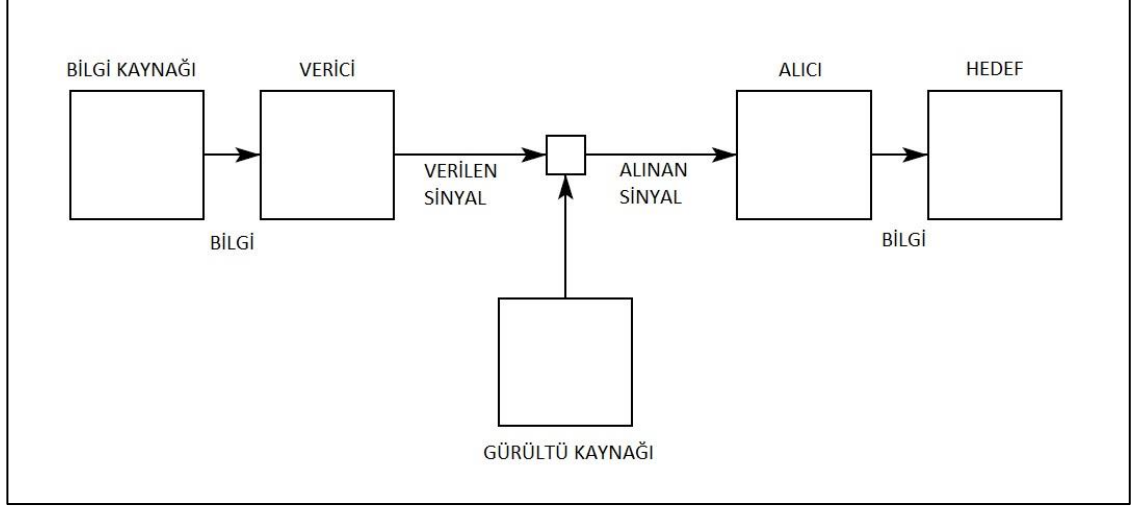 BİLGİ KAYNAĞI
VERİCİ
ALICI
HEDEF
VERİLEN
SİNYAL
ALINAN
SİNYAL
BİLGİ
BİLGİ
GÜRÜLTÜ KAYNAĞI